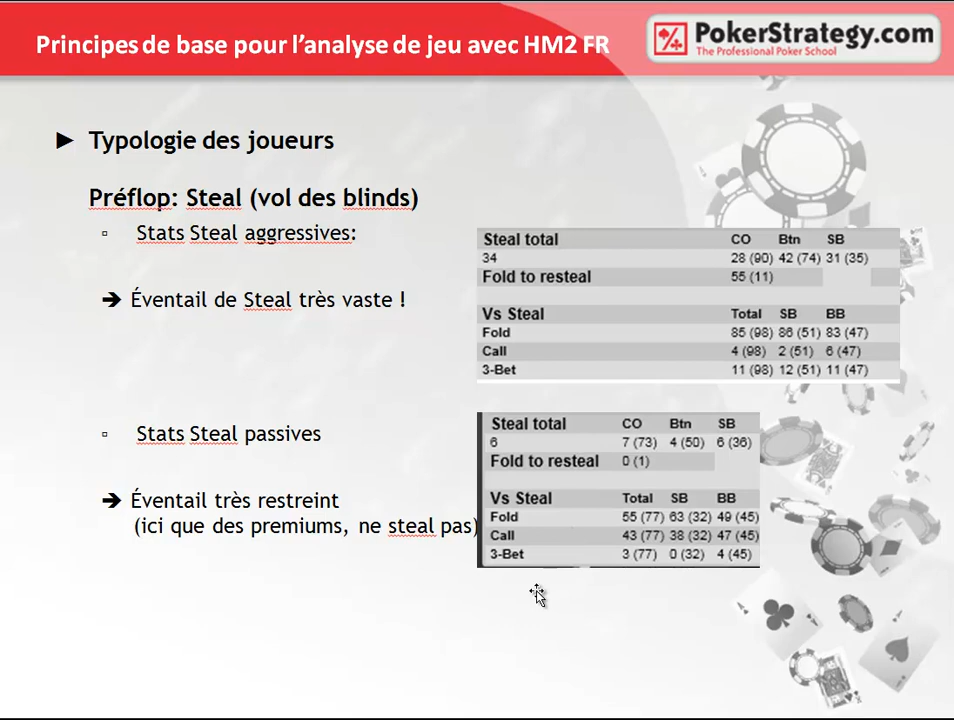 Principes de base pour l'analyse de jeu avec HM2 FR
PokerStrategy.com
The Professional Poker School
► Typologie des joueurs
Préflop: Steal (vol des blinds)
▫ Stats Steal aggressives:
➔ Éventail de Steal très vaste !
Steal total CO Btn SB
34 28 (90) 42 (74) 31 (35)
Fold to resteal 55 (11)
Vs Steal Total SB BB
Fold 85 (98) 86 (51) 83 (47)
Call 4 (98) 2 (51) 6 (47)
3-Bet 11 (98) 12 (51) 11 (47)
▫ Stats Steal passives
➔ Éventail très restreint
(ici que des premiums, ne steal pas)
Steal total CO Btn SB
6 7 (73) 4 (50) 6 (36)
Fold to resteal 0 (1)
Vs Steal Total SB BB
Fold 55 (77) 63 (32) 49 (45)
Call 43 (77) 38 (32) 47 (45)
3-Bet 3 (77) 0 (32) 4 (45)